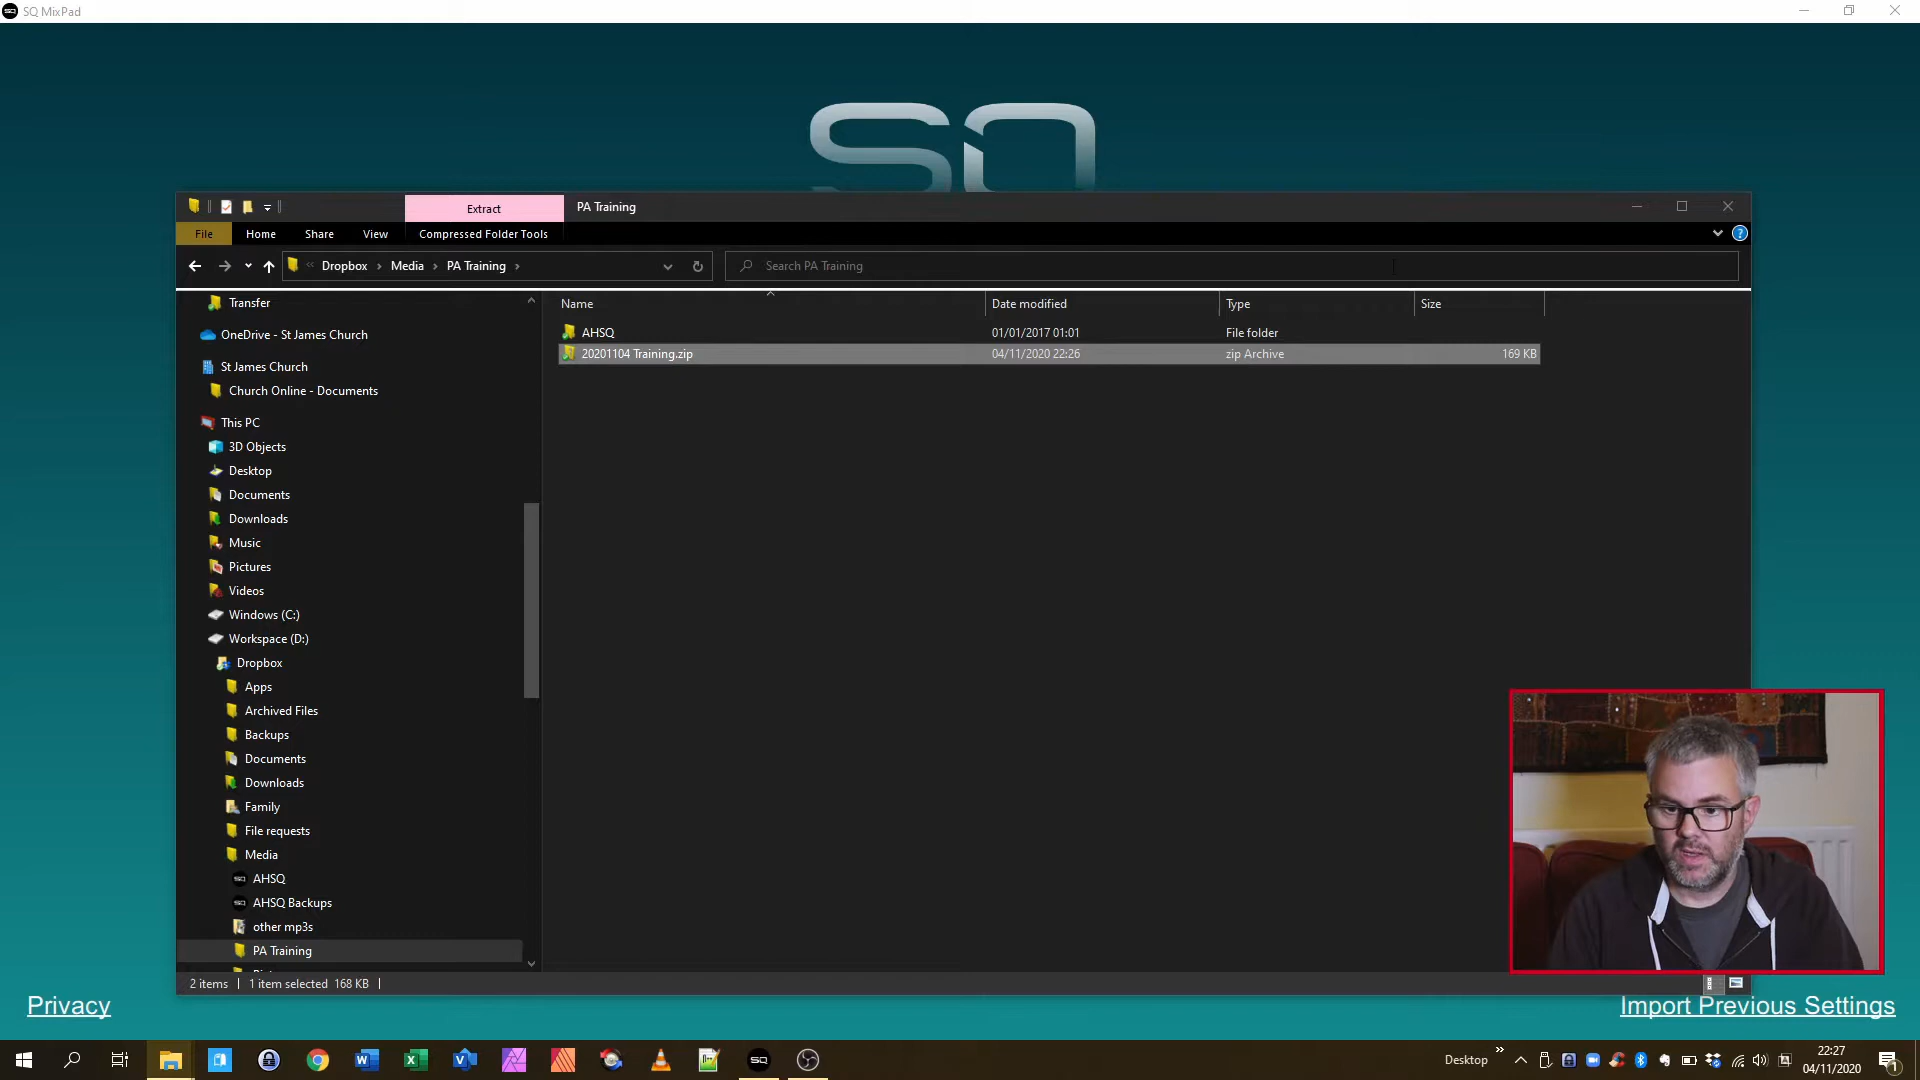 SQ MixPad
SQ
Extract
PA Training
File
Home
Share
View
Compressed Folder Tools
« Dropbox › Media › PA Training ›
Search PA Training
Name
Date modified
Type
Size
AHSQ
01/01/2017 01:01
File folder
20201104 Training.zip
04/11/2020 22:26
zip Archive
169 KB
Transfer
OneDrive - St James Church
St James Church
Church Online - Documents
This PC
3D Objects
Desktop
Documents
Downloads
Music
Pictures
Videos
Windows (C:)
Workspace (D:)
Dropbox
Apps
Archived Files
Backups
Documents
Downloads
Family
File requests
Media
AHSQ
AHSQ Backups
other mp3s
PA Training
2 items
1 item selected 168 KB
Privacy
Import Previous Settings
Desktop »
22:27
04/11/2020